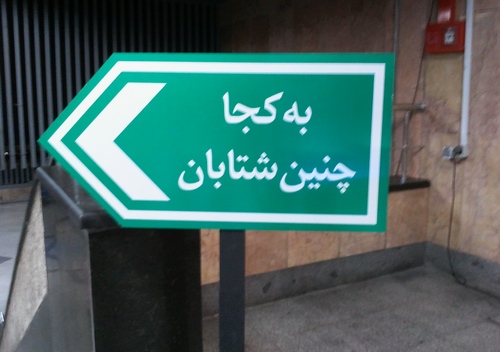 به کجا
چنین شتابان